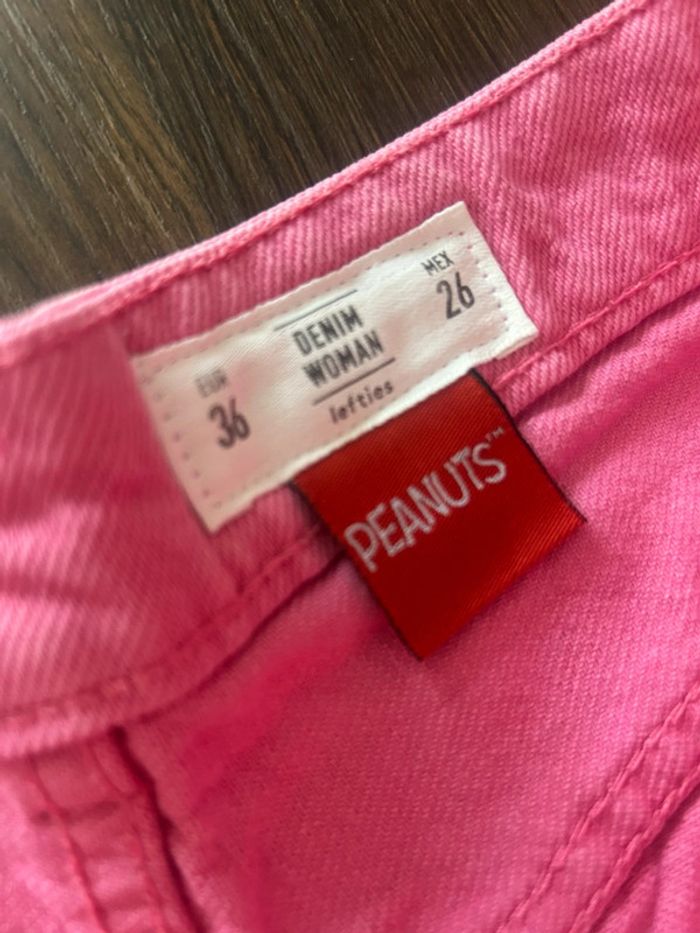 EUR
36
DENIM
WOMAN
lefties
MEX
26
PEANUTS™